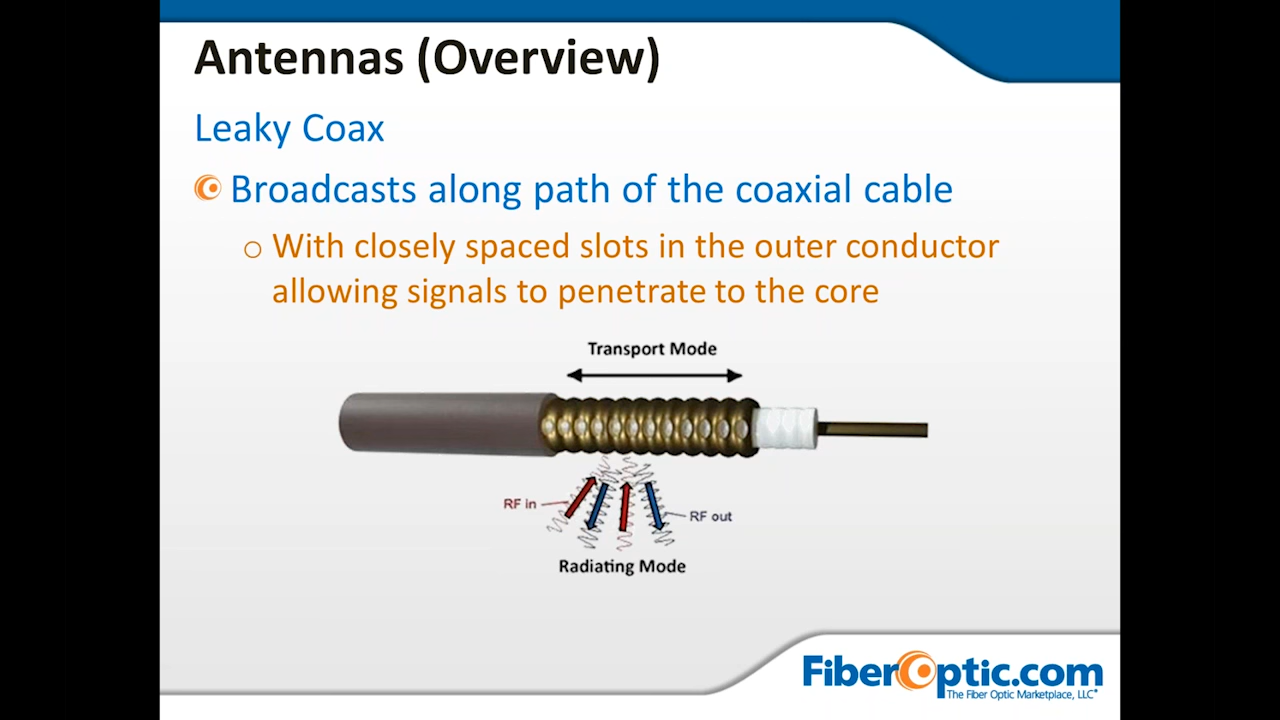 Antennas (Overview)
Leaky Coax
Broadcasts along path of the coaxial cable
With closely spaced slots in the outer conductor
allowing signals to penetrate to the core
Transport Mode
RF in
RF out
Radiating Mode
FiberOptic.com
The Fiber Optic Marketplace, LLC®